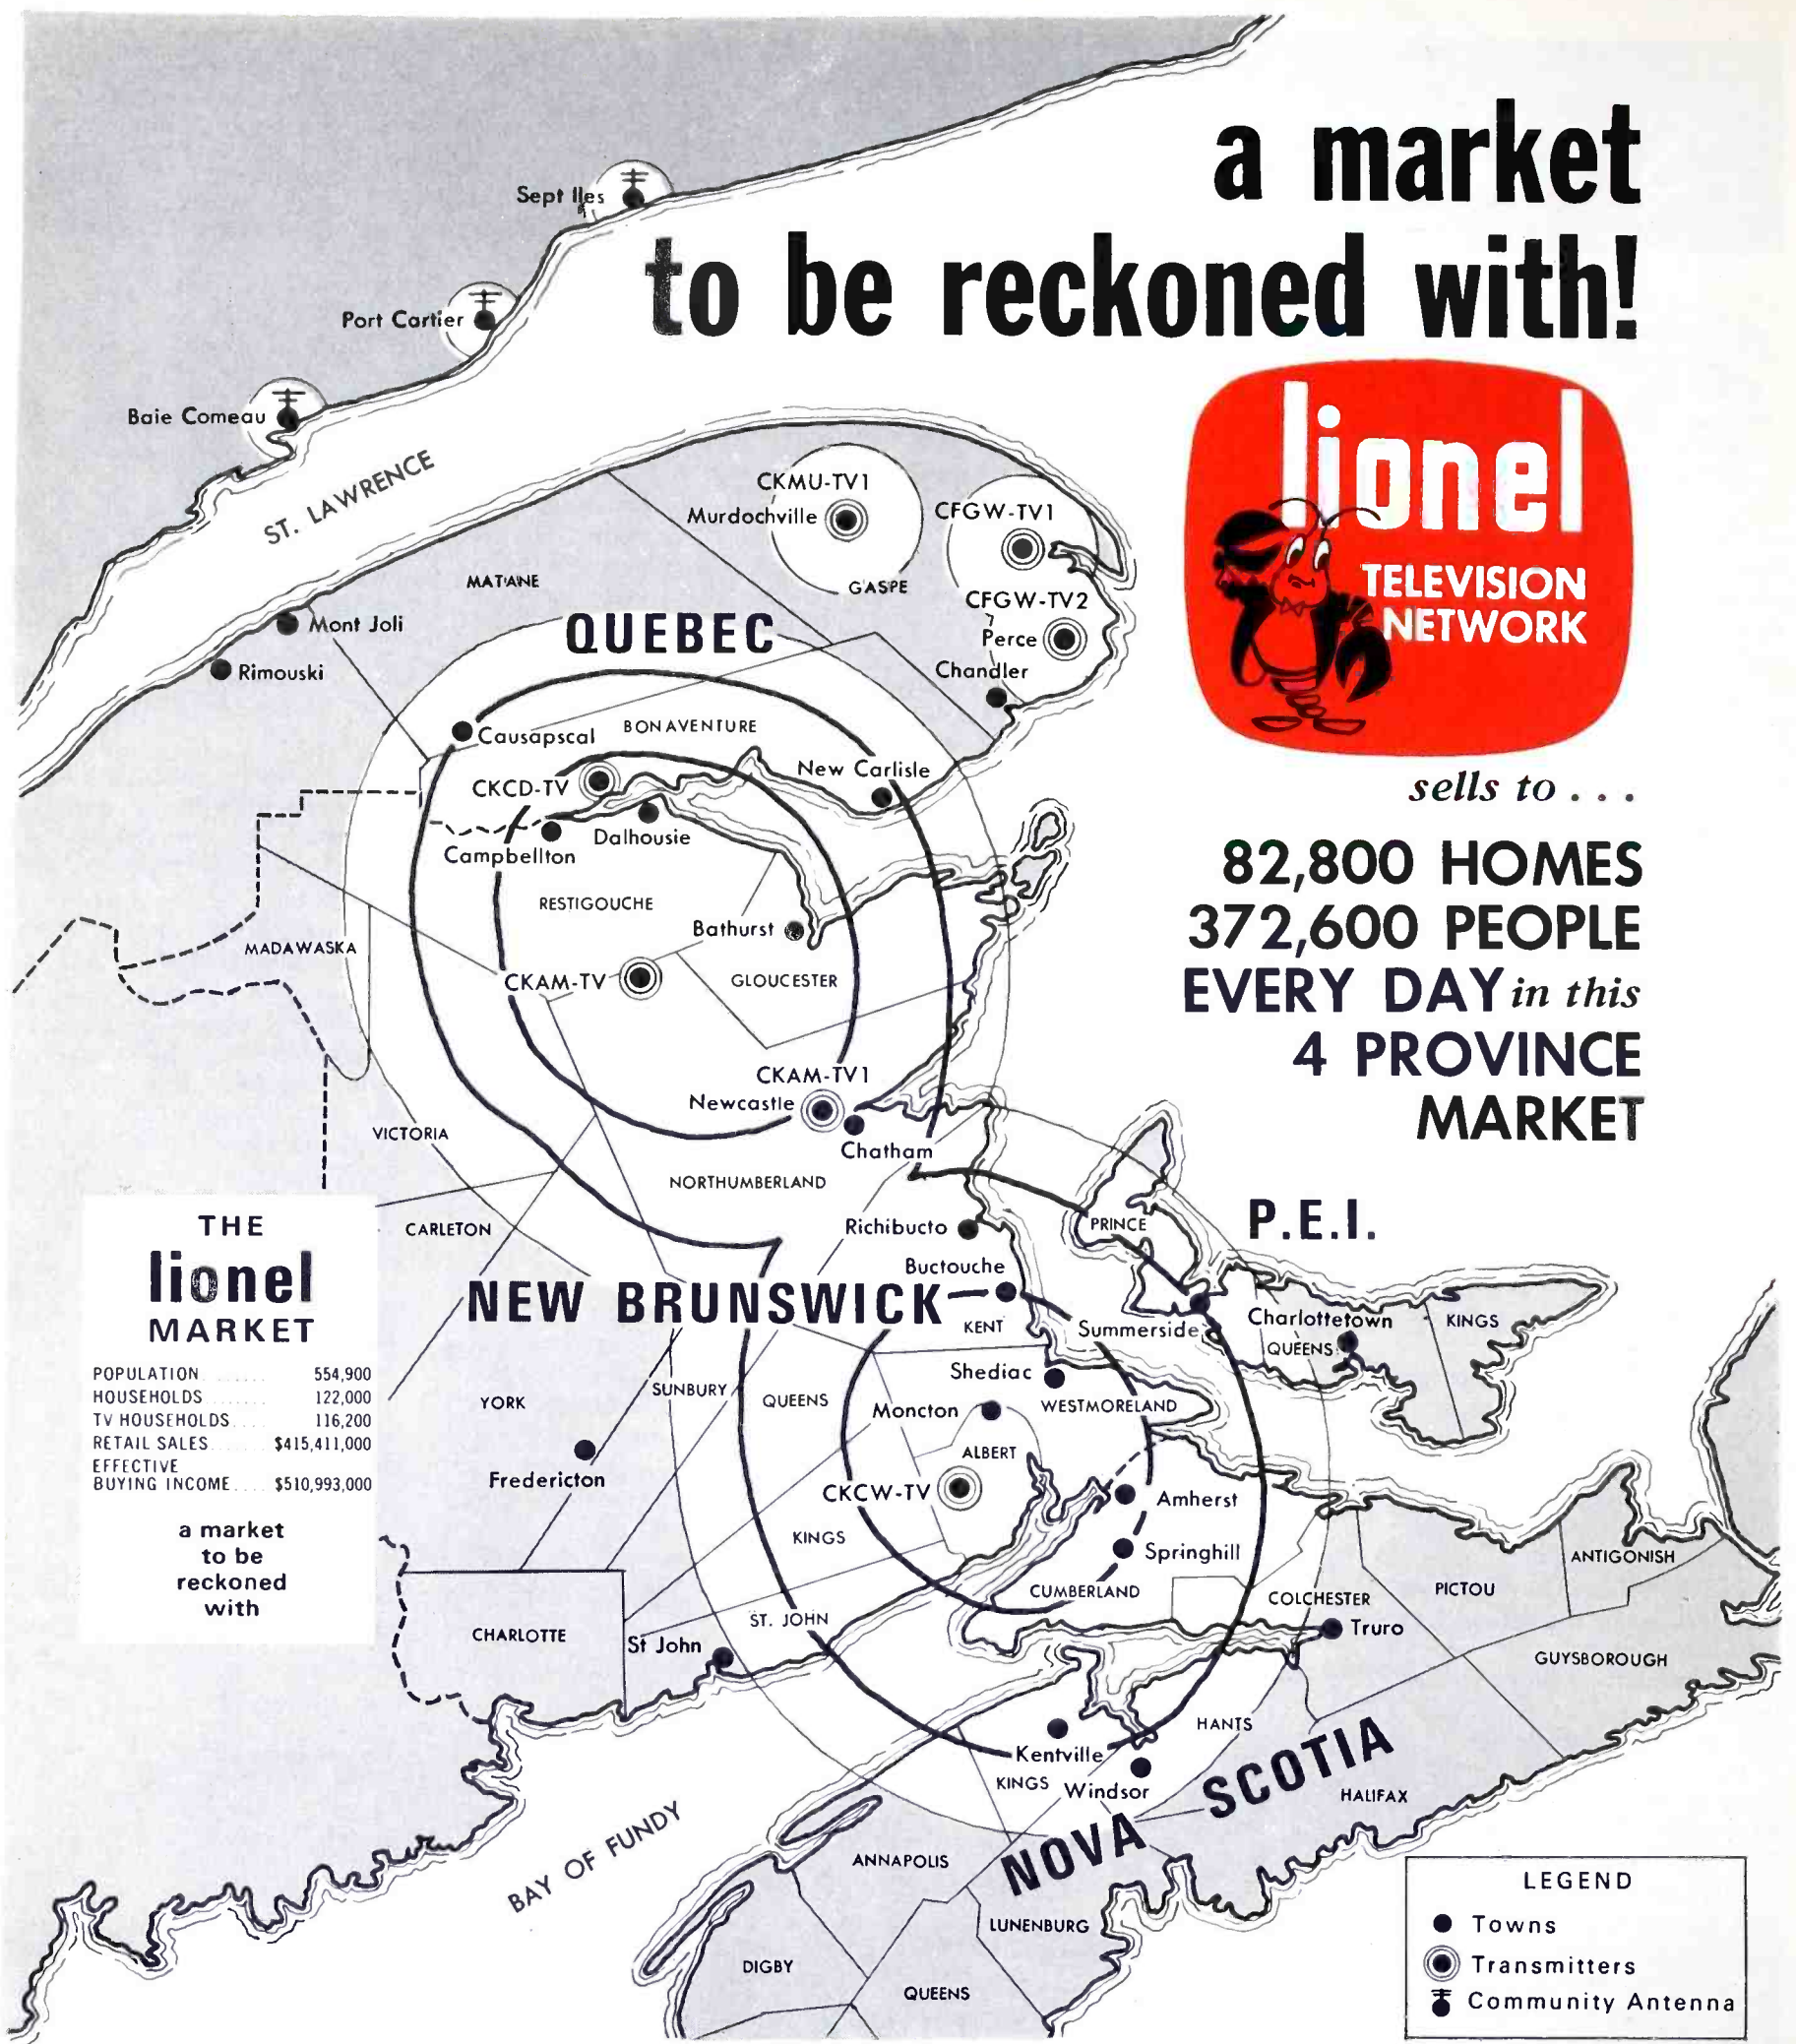 a market
to be reckoned with!
lionel
TELEVISION
NETWORK
sells to . . .
82,800 HOMES
372,600 PEOPLE
EVERY DAY in this
4 PROVINCE
MARKET
Sept Iles
Port Cartier
Baie Comeau
ST. LAWRENCE
CKMU-TV1
Murdochville
CFGW-TV1
MATANE
GASPE
CFGW-TV2
Perce
QUEBEC
Mont Joli
Rimouski
Chandler
Causapscal
BONAVENTURE
CKCD-TV
New Carlisle
Dalhousie
Campbellton
RESTIGOUCHE
Bathurst
MADAWASKA
CKAM-TV
GLOUCESTER
CKAM-TV1
Newcastle
Chatham
VICTORIA
NORTHUMBERLAND
CARLETON
Richibucto
PRINCE
P.E.I.
Buctouche
NEW BRUNSWICK
KENT
Summerside
Charlottetown
QUEENS
KINGS
Shediac
SUNBURY
QUEENS
YORK
Moncton
WESTMORELAND
ALBERT
Fredericton
CKCW-TV
Amherst
KINGS
Springhill
CUMBERLAND
COLCHESTER
PICTOU
ANTIGONISH
CHARLOTTE
St John
ST. JOHN
Truro
GUYSBOROUGH
HANTS
Kentville
KINGS
Windsor
NOVA SCOTIA
HALIFAX
BAY OF FUNDY
ANNAPOLIS
LUNENBURG
DIGBY
QUEENS
THE
lionel
MARKET
POPULATION........ 554,900
HOUSEHOLDS........ 122,000
TV HOUSEHOLDS.... 116,200
RETAIL SALES...... $415,411,000
EFFECTIVE
BUYING INCOME.... $510,993,000
a market
to be
reckoned
with
LEGEND
Towns
Transmitters
Community Antenna